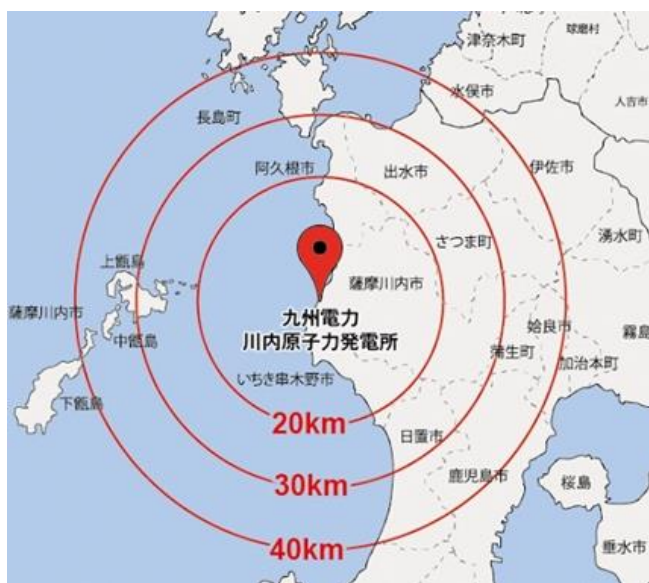 津奈木町
球磨村
水俣市
人吉市
長島町
阿久根市
出水市
伊佐市
さつま町
湧水町
上甑島
薩摩川内市
薩摩川内市
九州電力
川内原子力発電所
中甑島
姶良市
霧島
蒲生町
加治木町
いちき串木野市
下甑島
20km
日置市
鹿児島市
30km
桜島
40km
垂水市